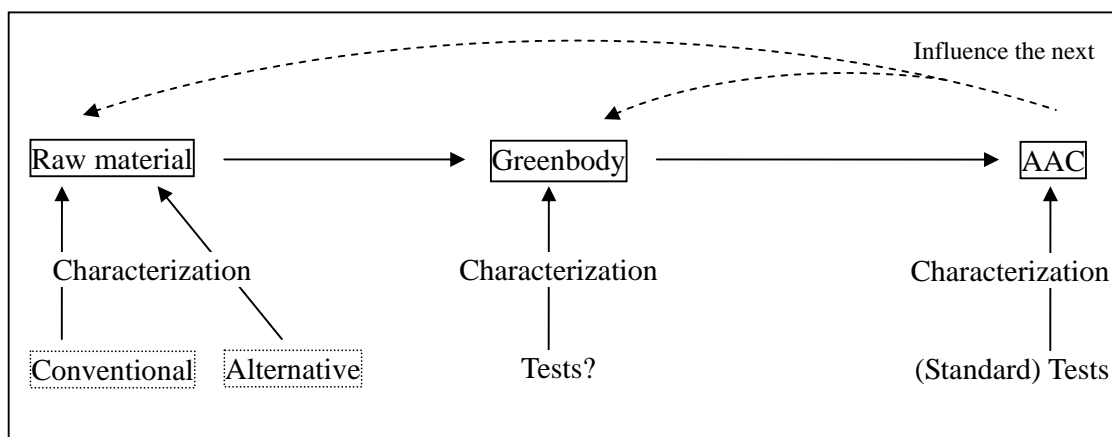 Influence the next
Raw material
Greenbody
AAC
Characterization
Characterization
Characterization
Conventional
Alternative
Tests?
(Standard) Tests